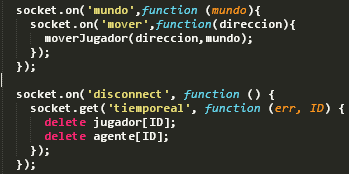 socket.on('mundo',function (mundo){
socket.on('mover',function(direccion){
moverJugador(direccion,mundo);
});
});
socket.on('disconnect', function () {
socket.get('tiemporeal', function (err, ID) {
delete jugador[ID];
delete agente[ID];
});
});